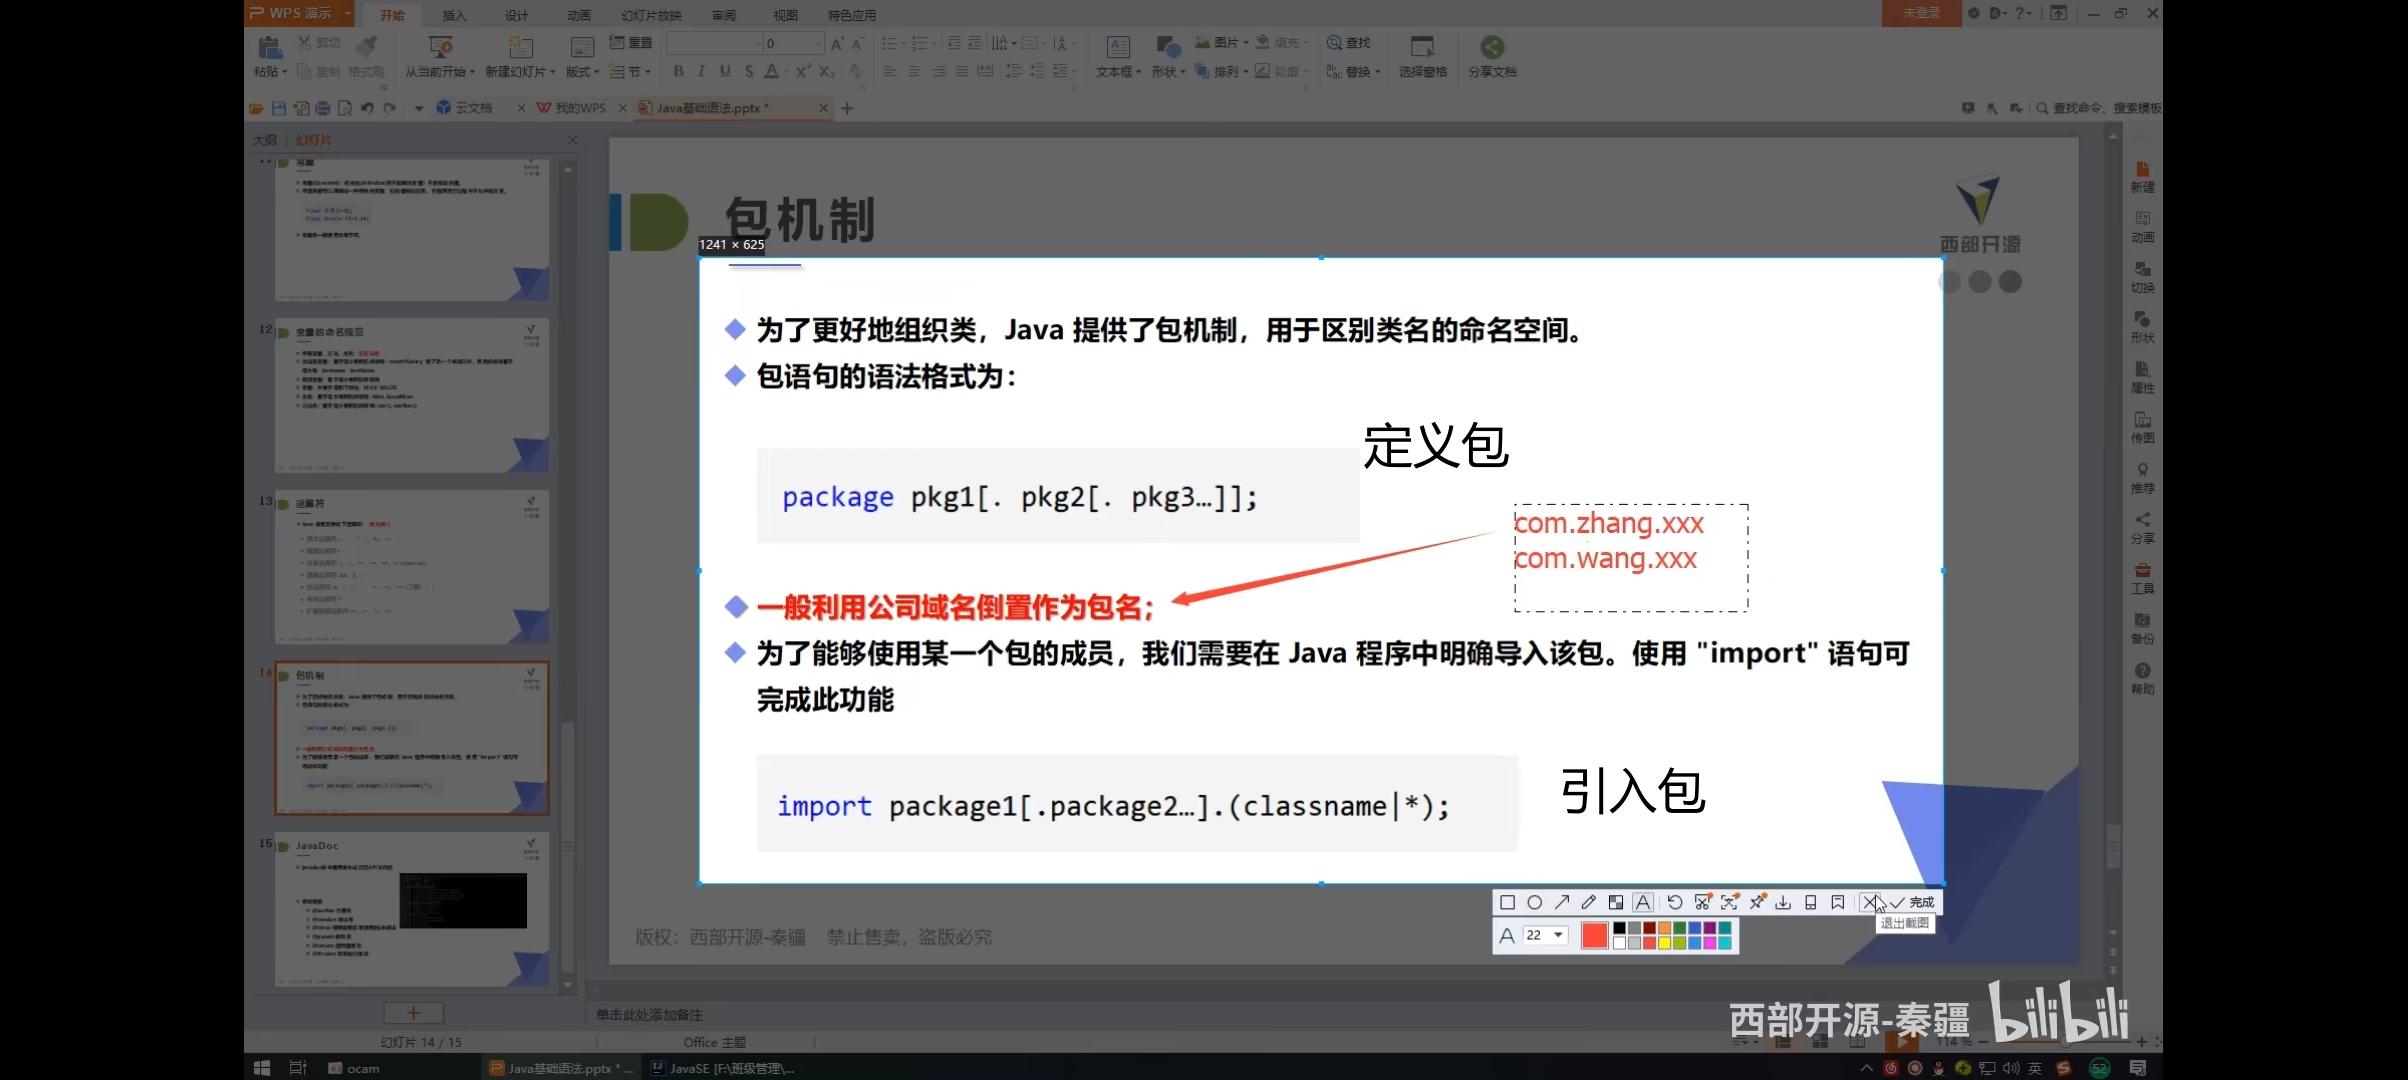 WPS 演示
开始
插入
设计
动画
幻灯片放映
审阅
视图
特色应用
未登录
粘贴
剪切
复制
格式刷
从当前开始
新建幻灯片
版式
重置
节
0
文本框
形状
图片
排列
填充
轮廓
查找
替换
选择窗格
分享文档
云文档
我的WPS
Java基础语法.pptx *
查找命令、搜索模板
大纲
幻灯片
12
变量的命名规范
13
运算符
14
包机制
15
JavaDoc
包机制
西部开源
1241 × 625
为了更好地组织类，Java 提供了包机制，用于区别类名的命名空间。
包语句的语法格式为：
定义包
package pkg1[. pkg2[. pkg3…]];
com.zhang.xxx
com.wang.xxx
一般利用公司域名倒置作为包名；
为了能够使用某一个包的成员，我们需要在 Java 程序中明确导入该包。使用 "import" 语句可
完成此功能
引入包
import package1[.package2…].(classname|*);
完成
退出截图
A
22
版权：西部开源-秦疆 禁止售卖，盗版必究
新建
动画
切换
形状
属性
传图
推荐
分享
工具
备份
帮助
单击此处添加备注
西部开源-秦疆
bilibili
幻灯片 14 / 15
Office 主题
114 %
ocam
Java基础语法.pptx * ...
JavaSE [F:\班级管理\...
英
52